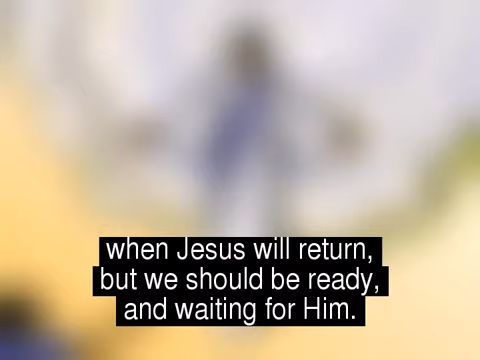 when Jesus will return,
but we should be ready,
and waiting for Him.